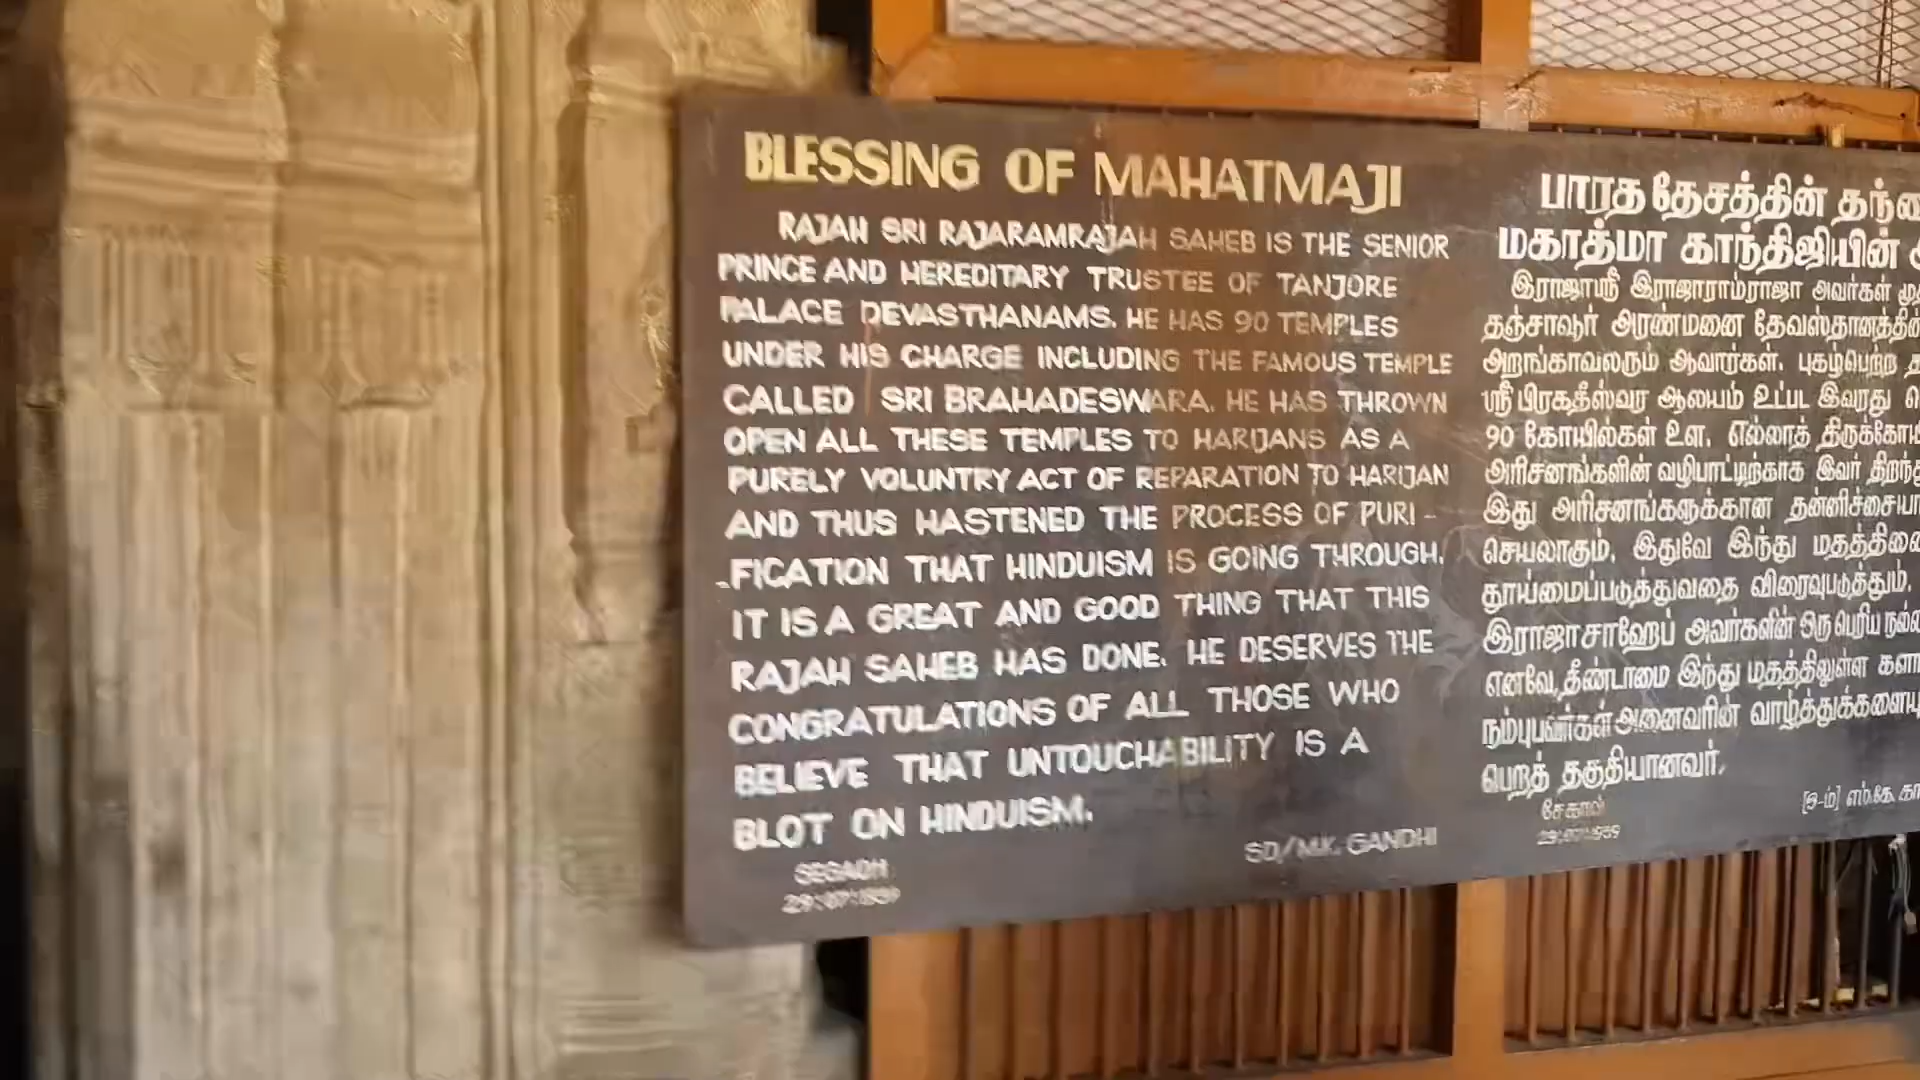 BLESSING OF MAHATMAJI
RAJAH SRI RAJARAMRAJAH SAHEB IS THE SENIOR
PRINCE AND HEREDITARY TRUSTEE OF TANJORE
PALACE DEVASTHANAMS. HE HAS 90 TEMPLES
UNDER HIS CHARGE INCLUDING THE FAMOUS TEMPLE
CALLED SRI BRAHADESWARA. HE HAS THROWN
OPEN ALL THESE TEMPLES TO HARIJANS AS A
PURELY VOLUNTRY ACT OF REPARATION TO HARIJAN
AND THUS HASTENED THE PROCESS OF PURI -
-FICATION THAT HINDUISM IS GOING THROUGH.
IT IS A GREAT AND GOOD THING THAT THIS
RAJAH SAHEB HAS DONE. HE DESERVES THE
CONGRATULATIONS OF ALL THOSE WHO
BELIEVE THAT UNTOUCHABILITY IS A
BLOT ON HINDUISM.
SEGAOH
29:07:1939
SD/M.K. GANDHI
பாரத தேசத்தின்
மகாத்மா காந்திஜியின்
இராஜாஸ்ரீ இராஜாராம்ராஜா அவர்கள்
தஞ்சாவூர் அரண்மனை
அறங்காவலரும் ஆவார்கள். புகழ்பெற்ற
ஸ்ரீ பிரகதீஸ்வர ஆலயம் உட்பட இவரது
90 கோயில்கள் உள. எல்லாத்
அரிசனங்களின் வழிபாட்டிற்காக இவர்
இது அரிசனங்களுக்கான
செயலாகும். இதுவே இந்து
தூய்மைப்படுத்துவதை விரைவுபடுத்தும்.
இராஜாசாஹேப் அவர்களின் ஒரு பெரிய
எனவே, தீண்டாமை இந்து மதத்திலுள்ள
நம்புபவர்கள் அனைவரின்
பெறத் தகுதியானவர்.
சேகால்
29:07:1939
[ஒ-ம்] எம்.கே.